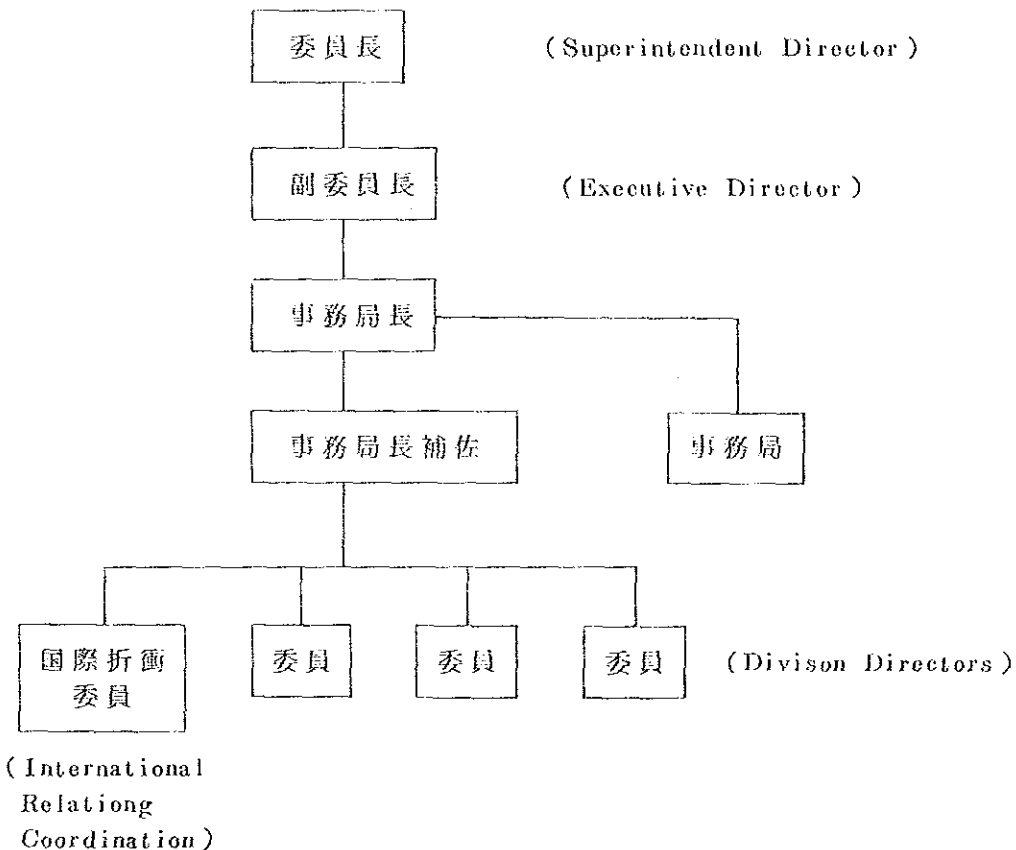 委員長 (Superintendent Director)
副委員長 (Executive Director)
事務局長
事務局長補佐 事務局
国際折衝
委員
委員 委員 委員 (Divison Directors)
(International
Relationg
Coordination)